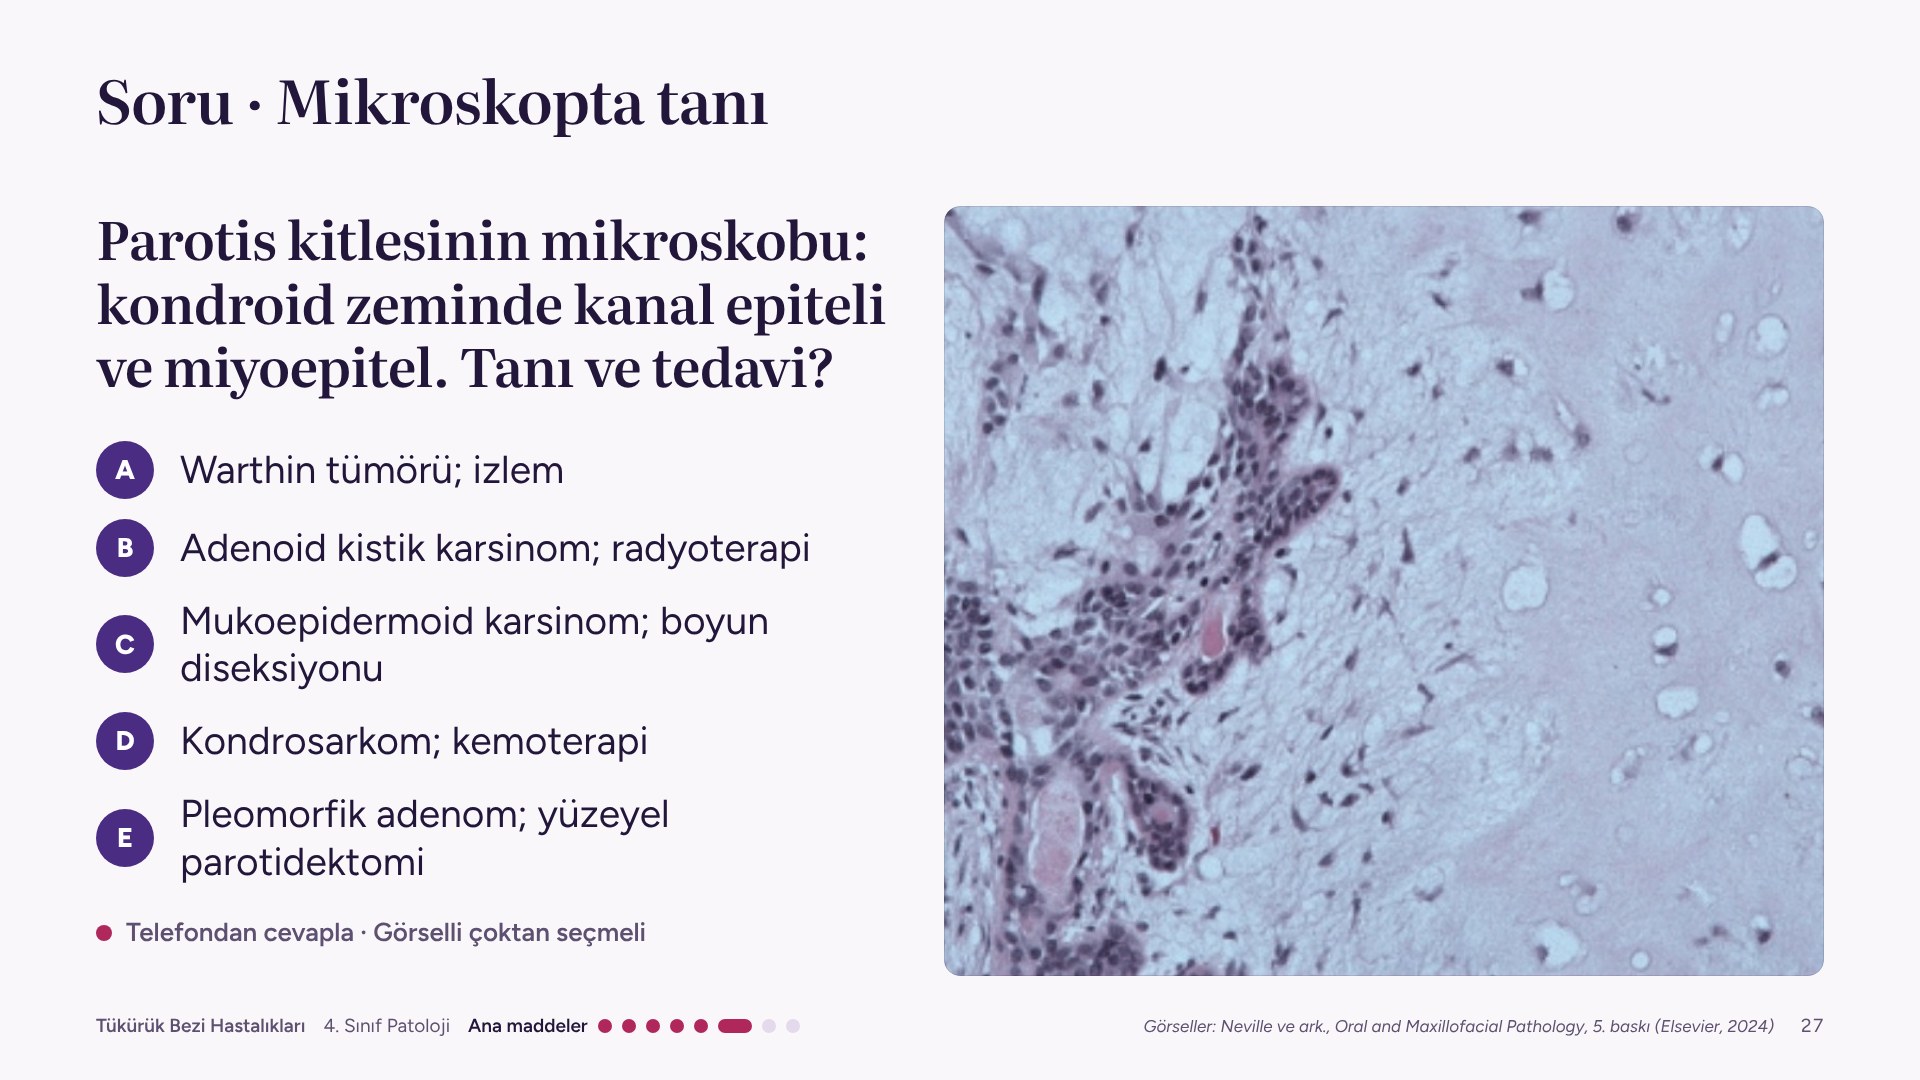 Soru · Mikroskopta tanı
Parotis kitlesinin mikroskobu:
kondroid zeminde kanal epiteli
ve miyoepitel. Tanı ve tedavi?
A Warthin tümörü; izlem
B Adenoid kistik karsinom; radyoterapi
C Mukoepidermoid karsinom; boyun
diseksiyonu
D Kondrosarkom; kemoterapi
E Pleomorfik adenom; yüzeyel
parotidektomi
Telefondan cevapla · Görselli çoktan seçmeli
Tükürük Bezi Hastalıkları 4. Sınıf Patoloji Ana maddeler
Görseller: Neville ve ark., Oral and Maxillofacial Pathology, 5. baskı (Elsevier, 2024) 27